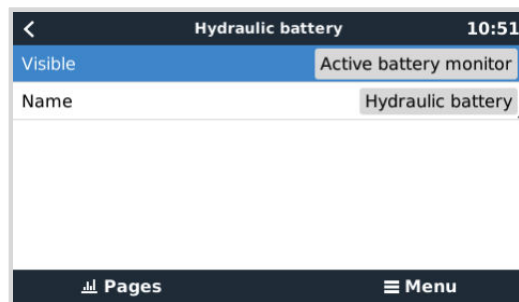 Hydraulic battery 10:51
Visible Active battery monitor
Name Hydraulic battery
Pages Menu